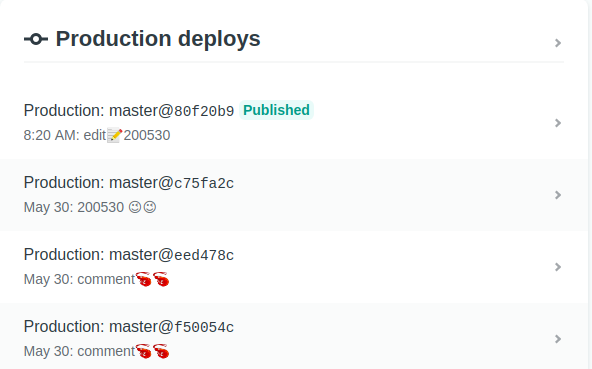 Production deploys
Production: master@80f20b9 Published
8:20 AM: edit📝200530
Production: master@c75fa2c
May 30: 200530 ☺☺
Production: master@eed478c
May 30: comment🥓🥓
Production: master@f50054c
May 30: comment🥓🥓